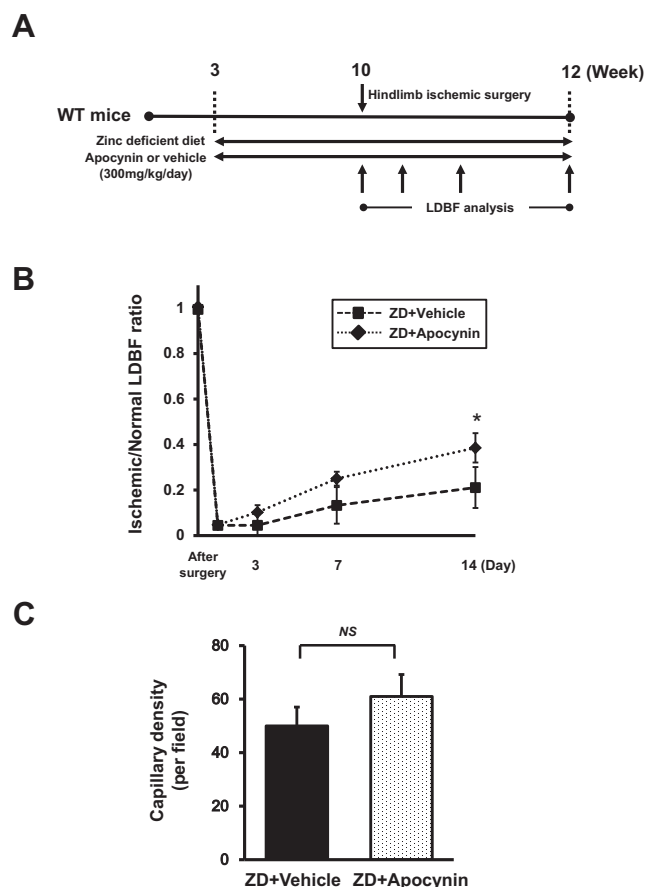 A
3 10 12 (Week)
Hindlimb ischemic surgery
WT mice
Zinc deficient diet
Apocynin or vehicle
(300mg/kg/day)
LDBF analysis
B
Ischemic/Normal LDBF ratio
1
0.8
0.6
0.4
0.2
0
ZD+Vehicle
ZD+Apocynin
*
After
surgery
3 7 14 (Day)
C
Capillary density
(per field)
80
60
40
20
0
NS
ZD+Vehicle ZD+Apocynin